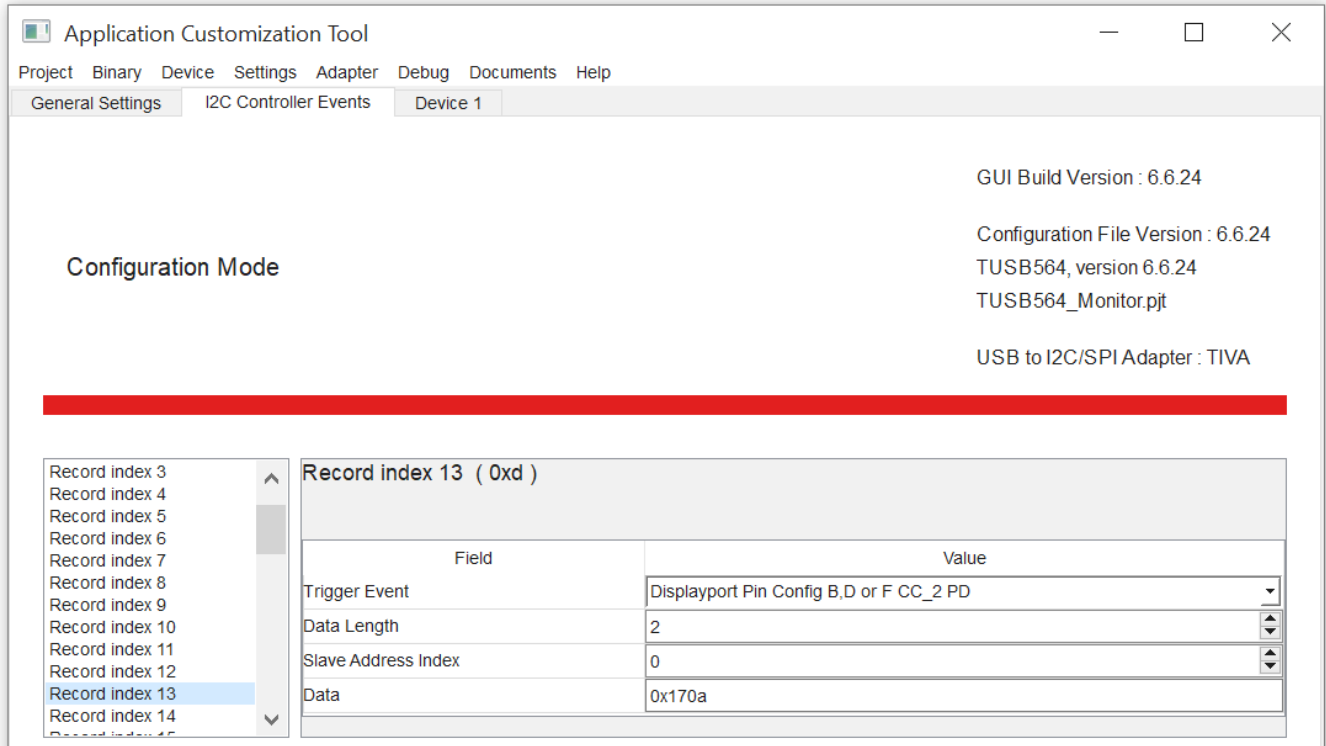 Application Customization Tool
Project Binary Device Settings Adapter Debug Documents Help
General Settings I2C Controller Events Device 1
GUI Build Version : 6.6.24
Configuration File Version : 6.6.24
Configuration Mode
TUSB564, version 6.6.24
TUSB564_Monitor.pjt
USB to I2C/SPI Adapter : TIVA
Record index 3
Record index 4
Record index 5
Record index 6
Record index 7
Record index 8
Record index 9
Record index 10
Record index 11
Record index 12
Record index 13
Record index 14
Record index 13 ( 0xd )
Field Value
Trigger Event Displayport Pin Config B,D or F CC_2 PD
Data Length 2
Slave Address Index 0
Data 0x170a